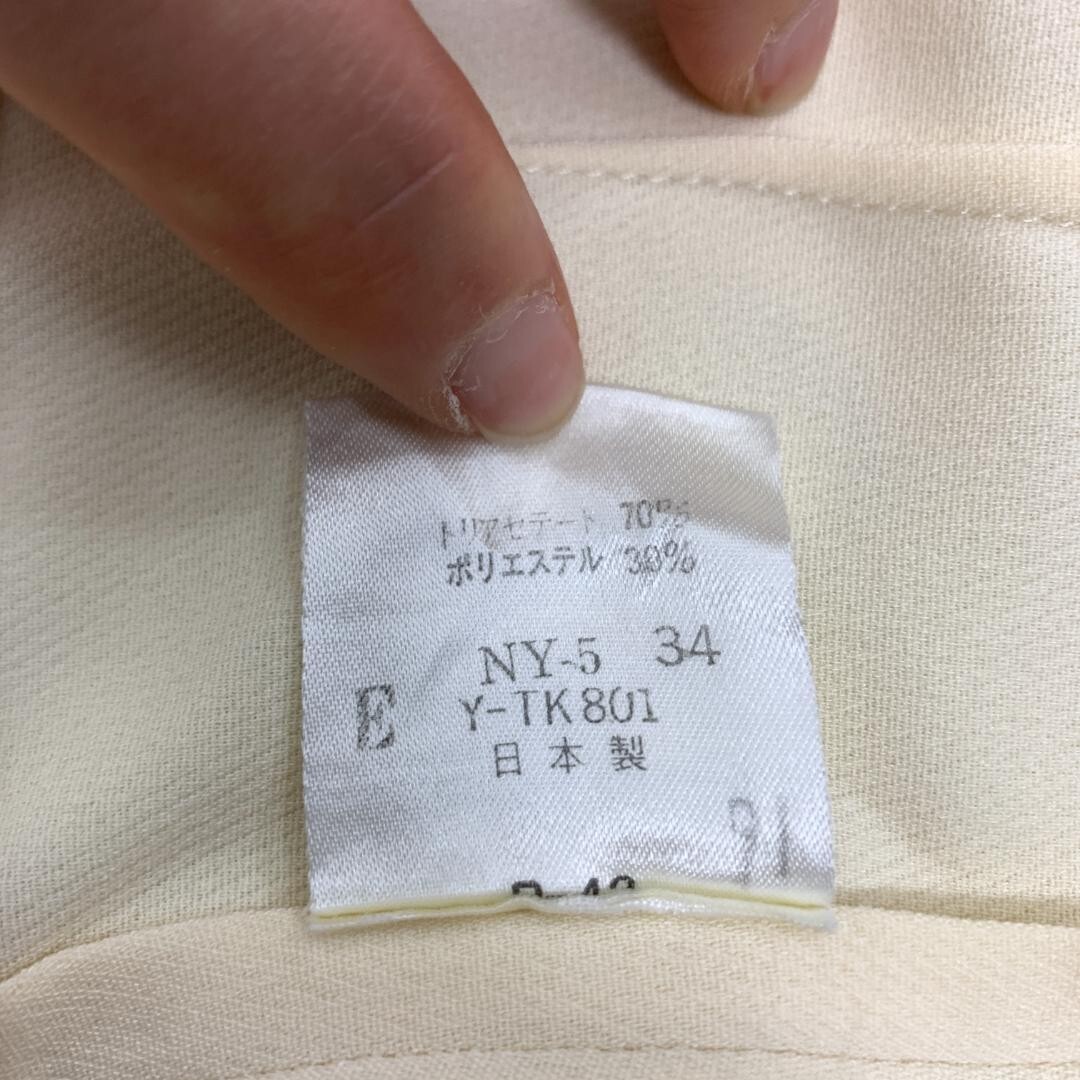 トリアセテート 70%
ポリエステル 30%
NY-5 34
E
Y-TK801
日本製